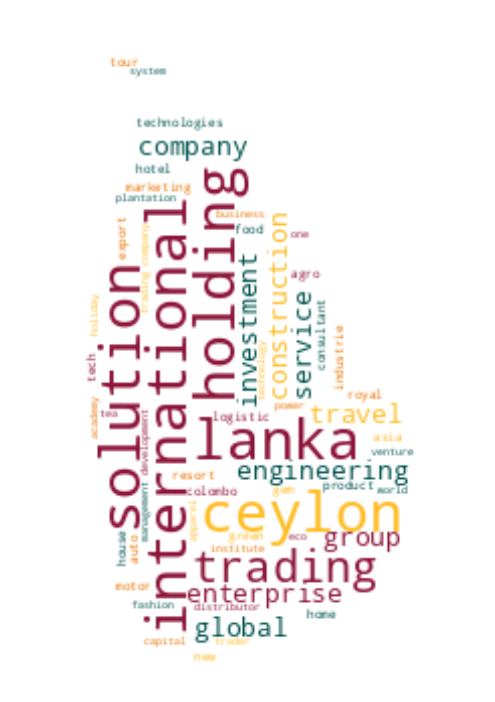 tour
system
technologies
company
hotel
marketing
plantation
holding
international
business
export
trading company
food
construction
one
investment
agro
solution
service
holiday
consultant
industrie
technology
tech
royal
academy
tea
power
travel
logistic
lanka
development
asia
venture
engineering
resort
product
world
colombo
gem
management
apparel
ceylon
house
auto
green
eco
group
institute
trading
motor
enterprise
fashion
distributor
home
global
capital
trader
new